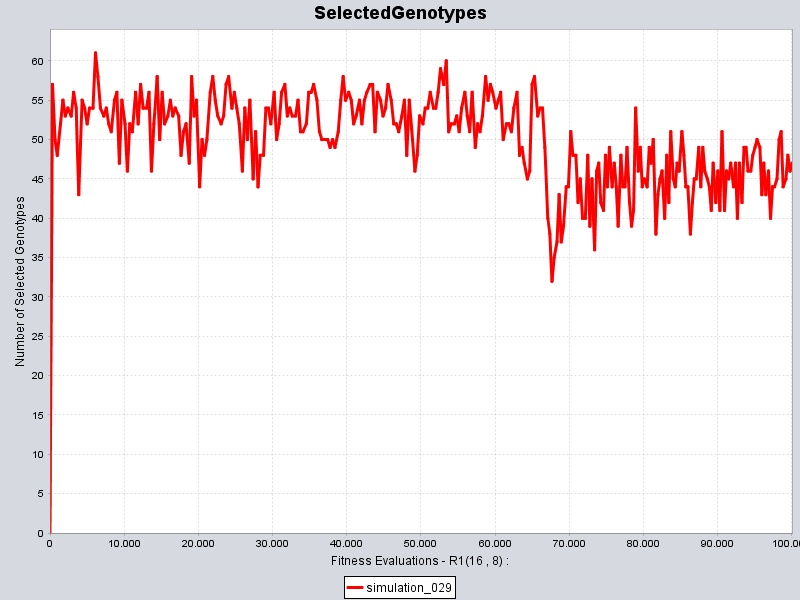 SelectedGenotypes
Number of Selected Genotypes
60
55
50
45
40
35
30
25
20
15
10
5
0
0 10.000 20.000 30.000 40.000 50.000 60.000 70.000 80.000 90.000 100.00
Fitness Evaluations - R1(16 , 8) :
simulation_029